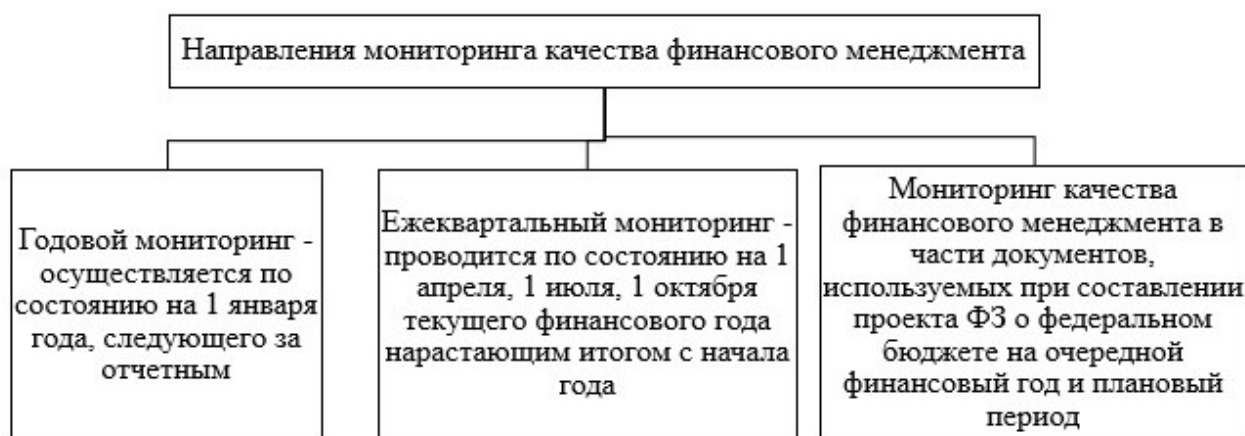 Направления мониторинга качества финансового менеджмента
Годовой мониторинг -
осуществляется по
состоянию на 1 января
года, следующего за
отчетным
Ежеквартальный мониторинг -
проводится по состоянию на 1
апреля, 1 июля, 1 октября
текущего финансового года
нарастающим итогом с начала
года
Мониторинг качества
финансового менеджмента в
части документов,
используемых при составлении
проекта ФЗ о федеральном
бюджете на очередной
финансовый год и плановый
период